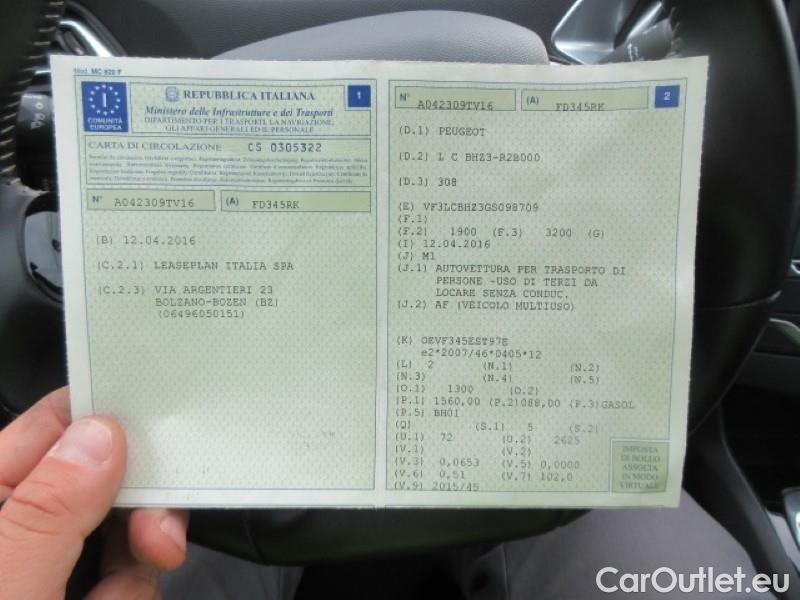 Mod. MC 820 F
REPUBBLICA ITALIANA
1
I
COMUNITÀ
EUROPEA
Ministero delle Infrastrutture e dei Trasporti
DIPARTIMENTO PER I TRASPORTI, LA NAVIGAZIONE,
GLI AFFARI GENERALI ED IL PERSONALE
CARTA DI CIRCOLAZIONE CS 0305322
N° A042309TV16 (A) FD345RK
(B) 12.04.2016
(C.2.1) LEASEPLAN ITALIA SPA
(C.2.3) VIA ARGENTIERI 23
BOLZANO-BOZEN (BZ)
(06496050151)
N° A042309TV16 (A) FD345RK 2
(D.1) PEUGEOT
(D.2) L C BHZ3-R2B000
(D.3) 308
(E) VF3LCBHZ3GS098709
(F.1)
(F.2) 1900 (F.3) 3200 (G)
(I) 12.04.2016
(J) M1
(J.1) AUTOVETTURA PER TRASPORTO DI
PERSONE -USO DI TERZI DA
LOCARE SENZA CONDUC.
(J.2) AF (VEICOLO MULTIUSO)
(K) OEVF345EST97E
e2*2007/46*0405*12
(L) 2 (N.1) (N.2)
(N.3) (N.4) (N.5)
(O.1) 1300 (O.2)
(P.1) 1560,00 (P.2)088,00 (P.3)GASOL
(P.5) BH01
(Q) (S.1) 5 (S.2)
(U.1) 72 (U.2) 2625
(V.1) (V.2)
(V.3) 0,0653 (V.5) 0,0000
(V.6) 0,51 (V.7) 102,0
(V.9) 2015/45
IMPOSTA
DI BOLLO
ASSOLTA
IN MODO
VIRTUALE
CarOutlet.eu